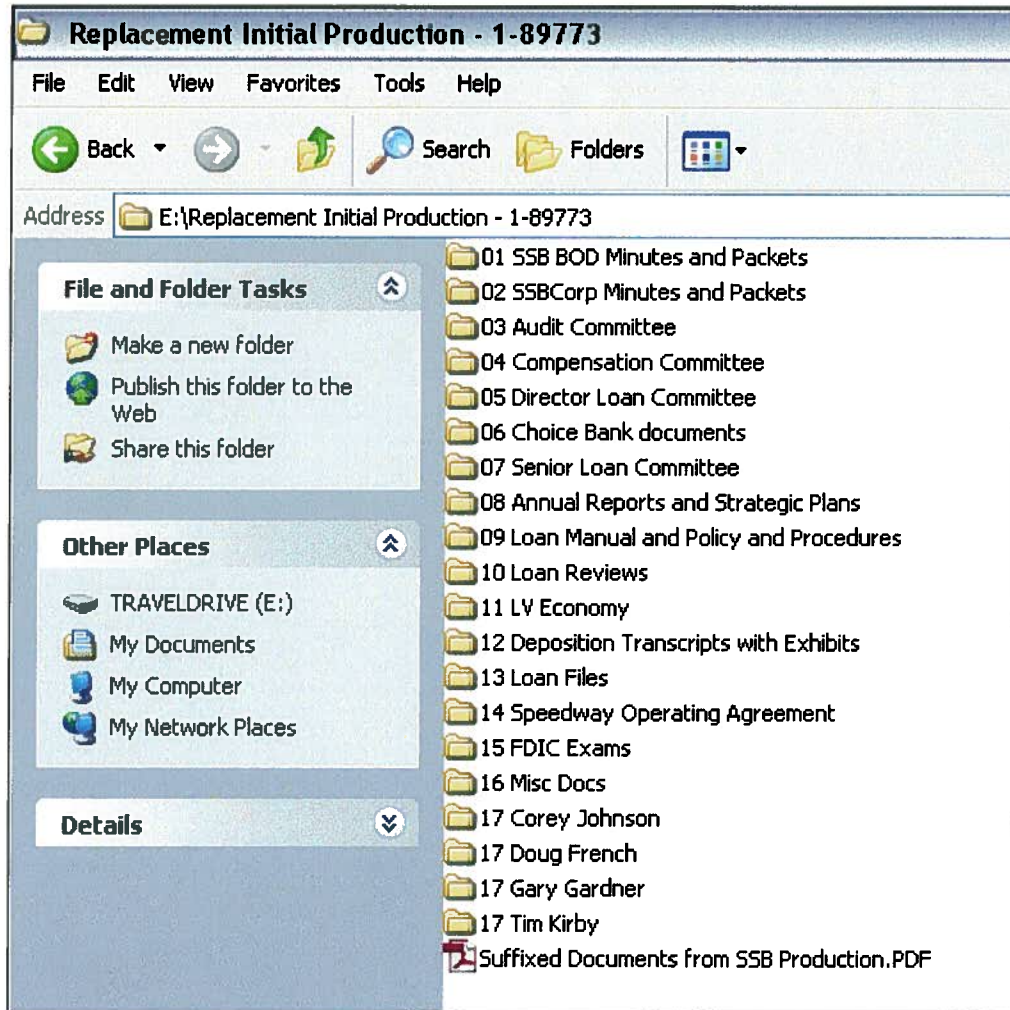 Replacement Initial Production - 1-89773
File Edit View Favorites Tools Help
Back Search Folders
Address E:\Replacement Initial Production - 1-89773
File and Folder Tasks
Make a new folder
Publish this folder to the
Web
Share this folder
Other Places
TRAVELDRIVE (E:)
My Documents
My Computer
My Network Places
Details
01 SSB BOD Minutes and Packets
02 SSBCorp Minutes and Packets
03 Audit Committee
04 Compensation Committee
05 Director Loan Committee
06 Choice Bank documents
07 Senior Loan Committee
08 Annual Reports and Strategic Plans
09 Loan Manual and Policy and Procedures
10 Loan Reviews
11 LV Economy
12 Deposition Transcripts with Exhibits
13 Loan Files
14 Speedway Operating Agreement
15 FDIC Exams
16 Misc Docs
17 Corey Johnson
17 Doug French
17 Gary Gardner
17 Tim Kirby
Suffixed Documents from SSB Production.PDF